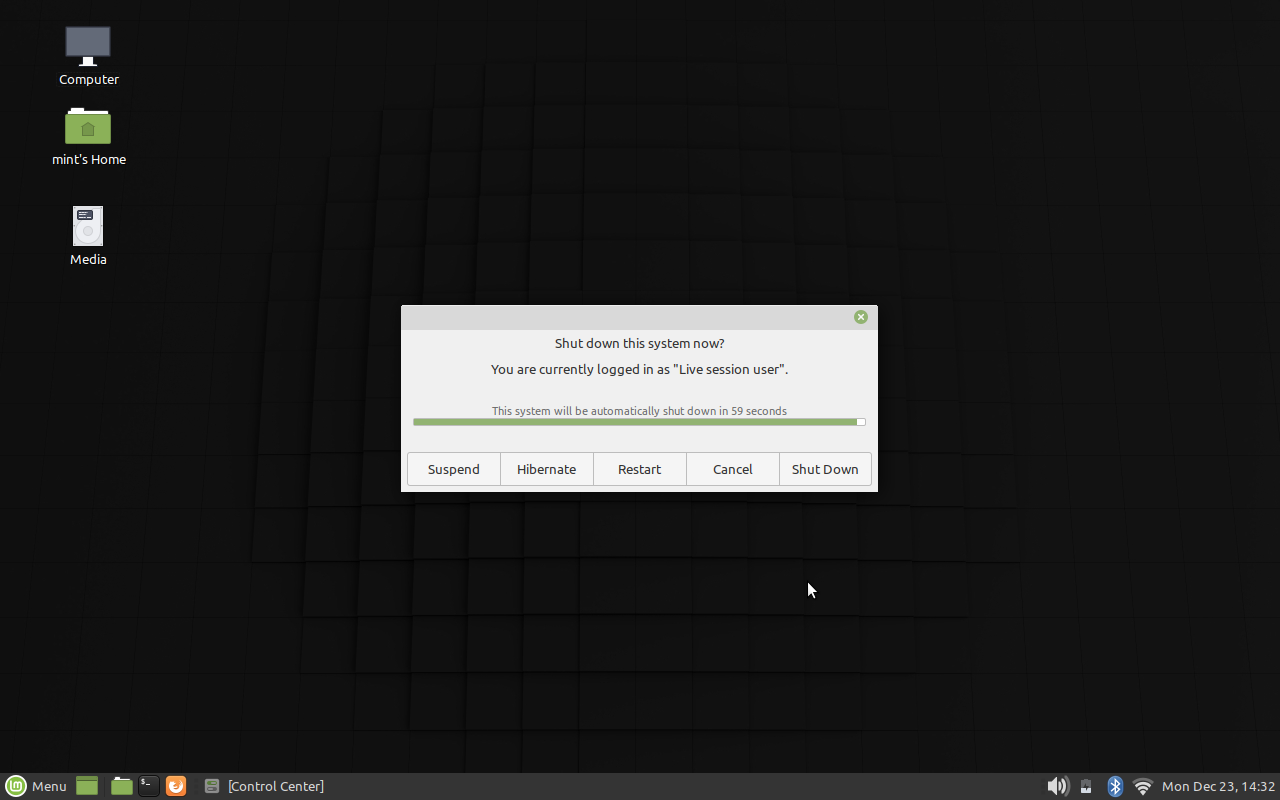 Computer
mint's Home
Media
Shut down this system now?
You are currently logged in as "Live session user".
This system will be automatically shut down in 59 seconds
Suspend Hibernate Restart Cancel Shut Down
Menu $_ [Control Center] Mon Dec 23, 14:32